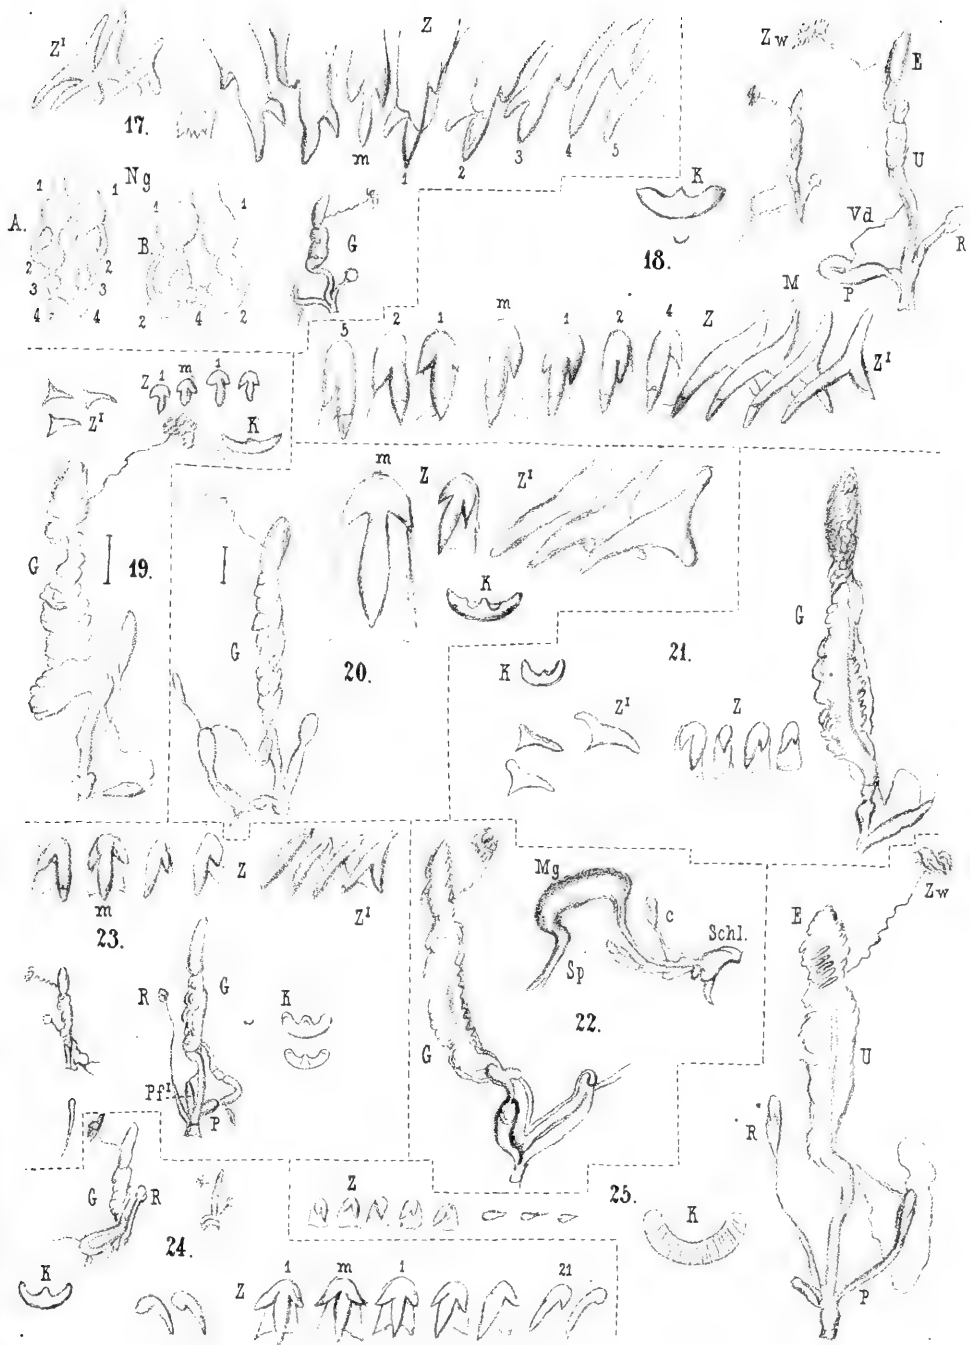 Z¹
Z
17.
m 1 2 3 4 5
Zw
E
U
Vd
R
P
K
18.
Ng
1 1 1 1
A.
B.
2 2
3 3
4 4
2 4 2
G
M
m
5 2 1 1 2 4 Z
Z¹
Z 1 m 1
Z¹
K
G
19.
m
Z
Z¹
K
G
20.
K
21.
Z¹
Z
G
m
Z
Z¹
23.
R
G
K
Pf¹
P
Mg
c
Schl.
Sp
22.
G
E
Zw
U
R
P
25.
K
Z
G
R
24.
K
Z
1 m 1 21